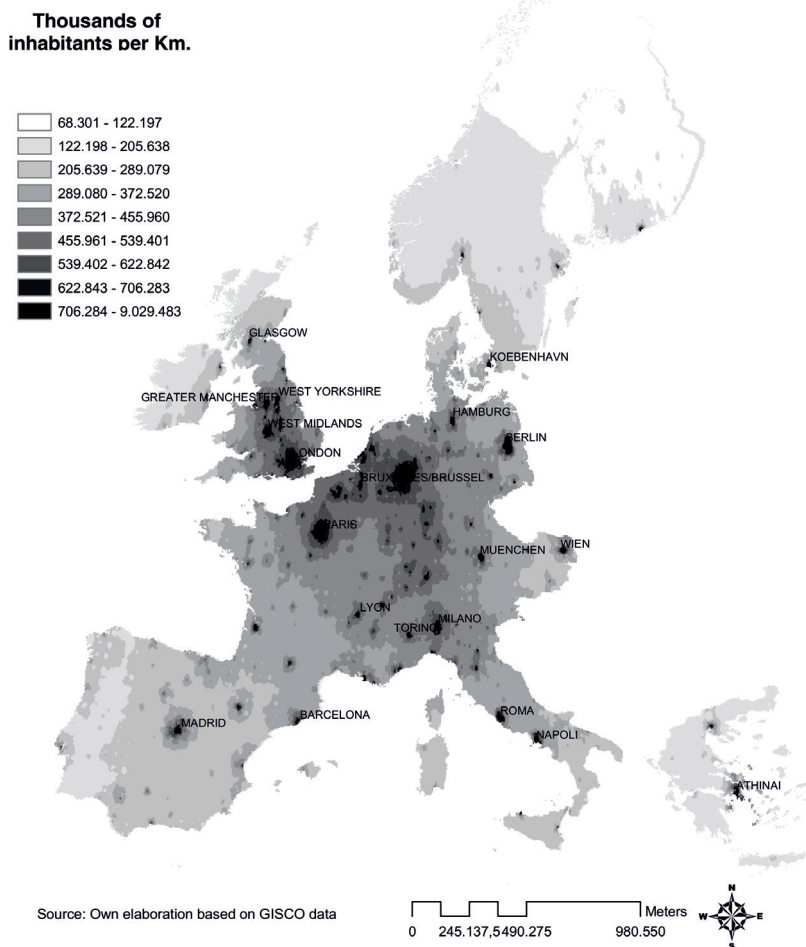 Thousands of
inhabitants per Km.
68.301 - 122.197
122.198 - 205.638
205.639 - 289.079
289.080 - 372.520
372.521 - 455.960
455.961 - 539.401
539.402 - 622.842
622.843 - 706.283
706.284 - 9.029.483
GLASGOW
KOEBENHAVN
WEST YORKSHIRE
GREATER MANCHESTER
HAMBURG
WEST MIDLANDS
BERLIN
LONDON
BRUXELLES/BRUSSEL
PARIS
WIEN
MUENCHEN
LYON
MILANO
TORINO
ROMA
BARCELONA
MADRID
NAPOLI
ATHINAI
Source: Own elaboration based on GISCO data
Meters
0 245.137,5 490.275 980.550
N
W E
S